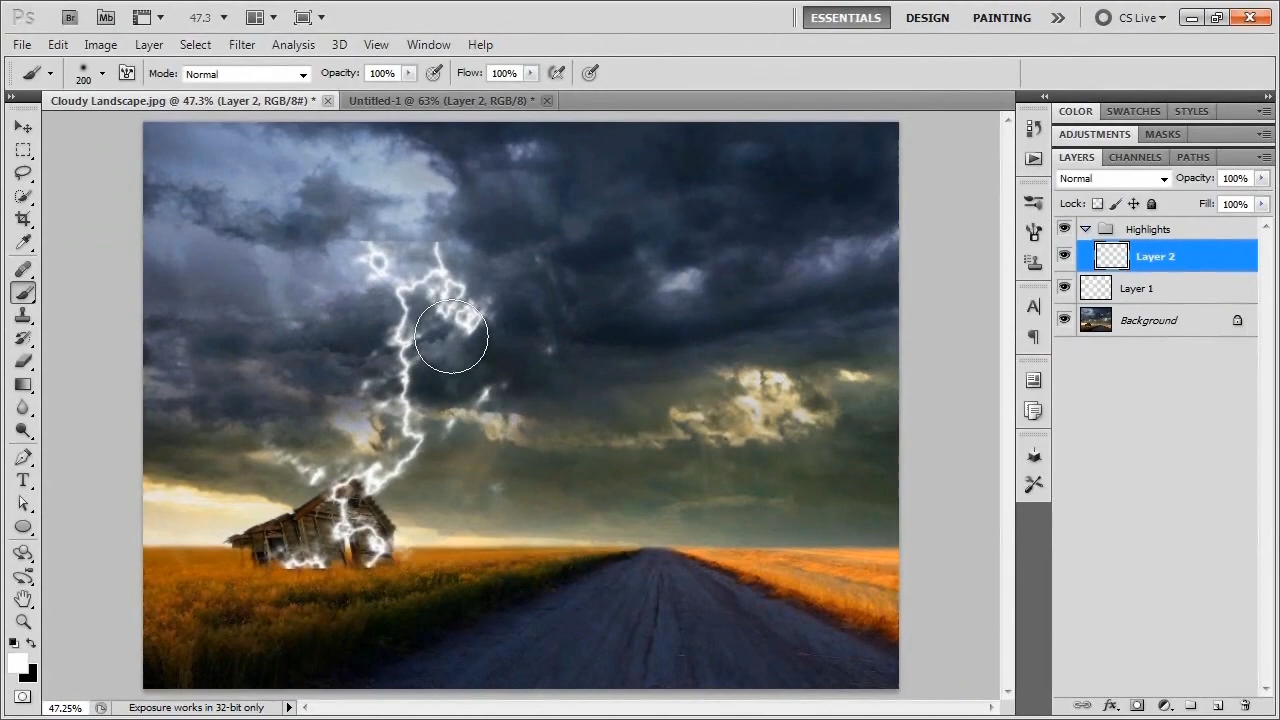 Ps Br Mb 47.3 ESSENTIALS DESIGN PAINTING CS Live
File Edit Image Layer Select Filter Analysis 3D View Window Help
200 Mode: Normal Opacity: 100% Flow: 100%
Cloudy Landscape.jpg @ 47.3% (Layer 2, RGB/8#) * Untitled-1 @ 63% (Layer 2, RGB/8) *
COLOR SWATCHES STYLES
ADJUSTMENTS MASKS
LAYERS CHANNELS PATHS
Normal Opacity: 100%
Lock: Fill: 100%
Highlights
Layer 2
Layer 1
Background
47.25% Exposure works in 32-bit only